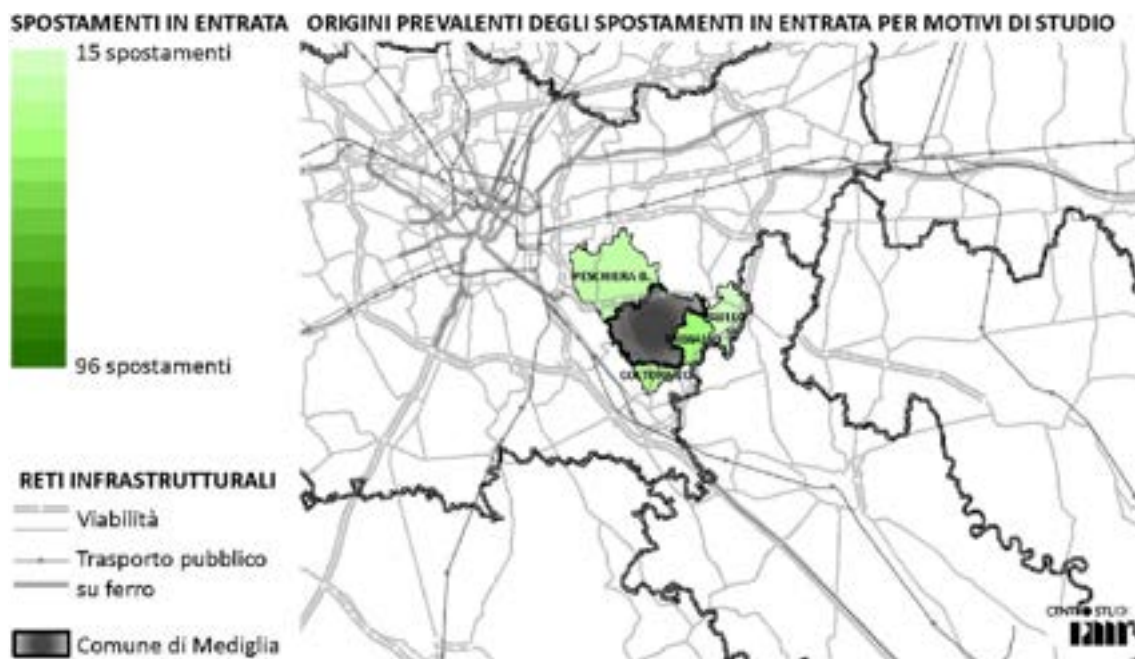 SPOSTAMENTI IN ENTRATA
15 spostamenti
96 spostamenti
RETI INFRASTRUTTURALI
Viabilità
Trasporto pubblico
su ferro
Comune di Mediglia
ORIGINI PREVALENTI DEGLI SPOSTAMENTI IN ENTRATA PER MOTIVI DI STUDIO
PESCHIERA B.
CENTRO STUDI